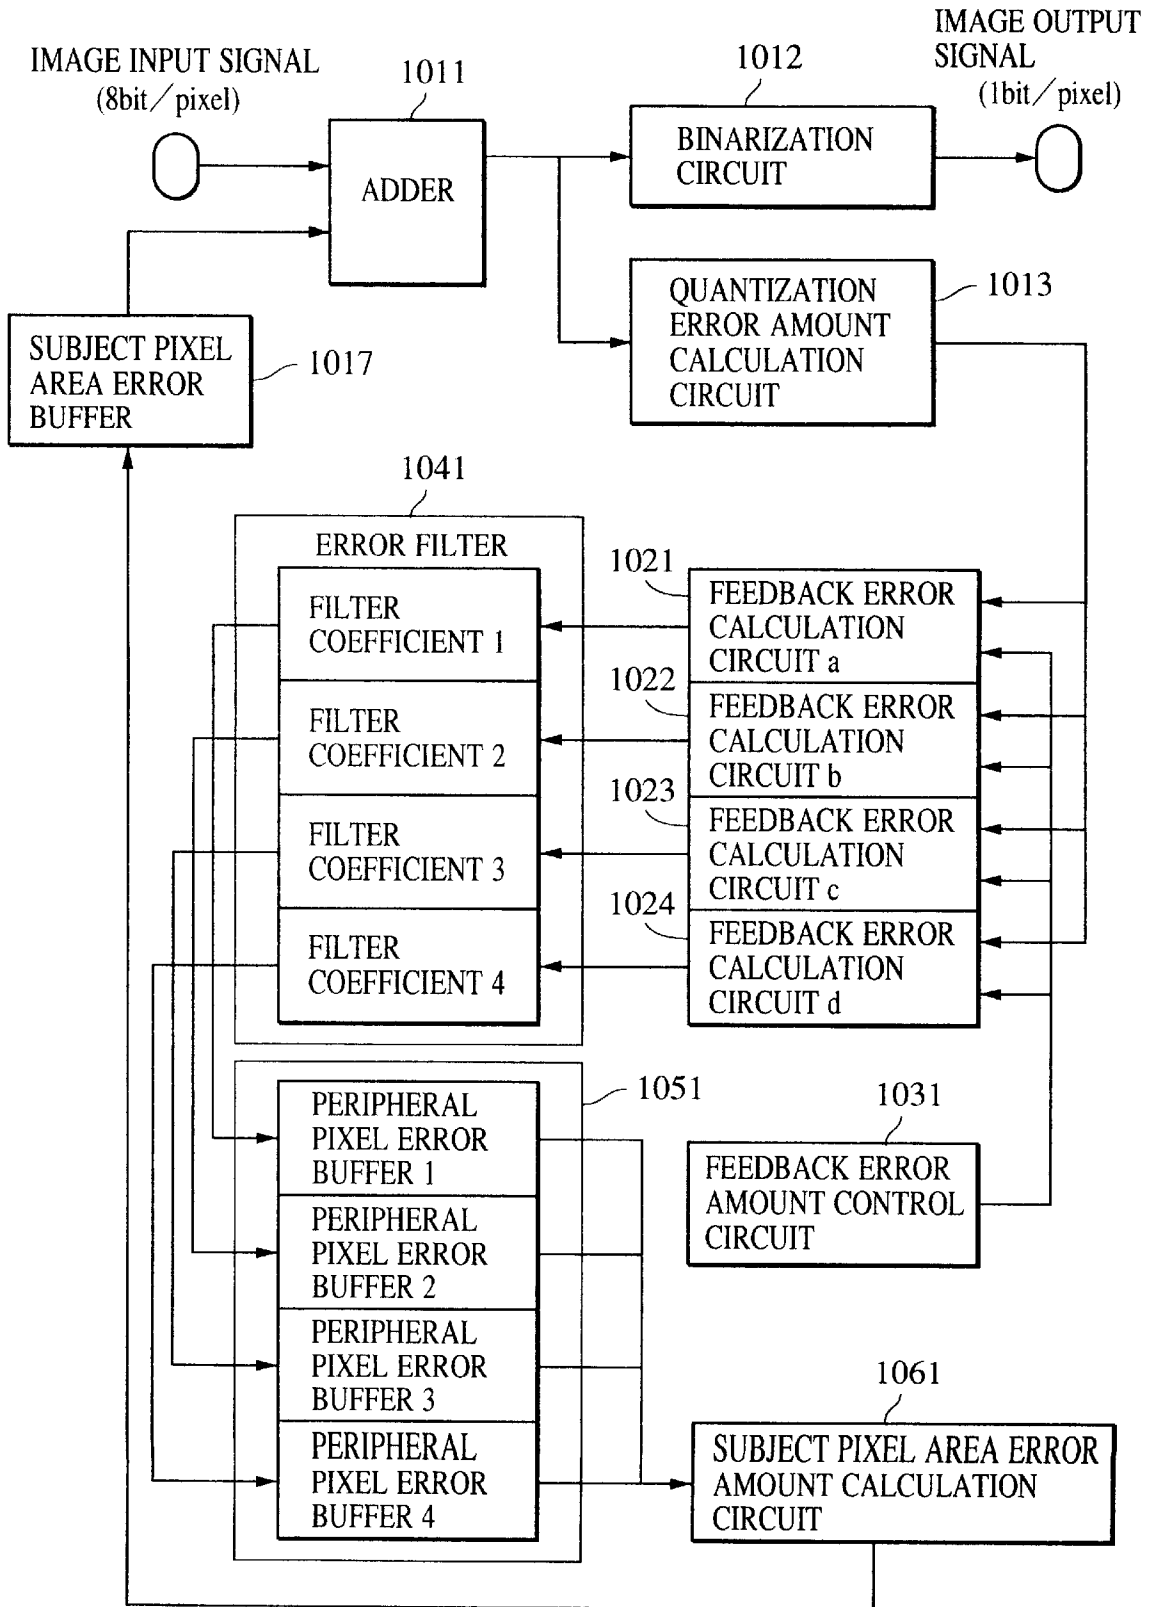 IMAGE INPUT SIGNAL
(8bit/pixel)
1011
ADDER
1012
BINARIZATION
CIRCUIT
IMAGE OUTPUT
SIGNAL
(1bit/pixel)
QUANTIZATION
ERROR AMOUNT
CALCULATION
CIRCUIT
1013
SUBJECT PIXEL
AREA ERROR
BUFFER
1017
1041
ERROR FILTER
FILTER
COEFFICIENT 1
FILTER
COEFFICIENT 2
FILTER
COEFFICIENT 3
FILTER
COEFFICIENT 4
1021
FEEDBACK ERROR
CALCULATION
CIRCUIT a
1022
FEEDBACK ERROR
CALCULATION
CIRCUIT b
1023
FEEDBACK ERROR
CALCULATION
CIRCUIT c
1024
FEEDBACK ERROR
CALCULATION
CIRCUIT d
1051
PERIPHERAL
PIXEL ERROR
BUFFER 1
PERIPHERAL
PIXEL ERROR
BUFFER 2
PERIPHERAL
PIXEL ERROR
BUFFER 3
PERIPHERAL
PIXEL ERROR
BUFFER 4
1031
FEEDBACK ERROR
AMOUNT CONTROL
CIRCUIT
1061
SUBJECT PIXEL AREA ERROR
AMOUNT CALCULATION
CIRCUIT